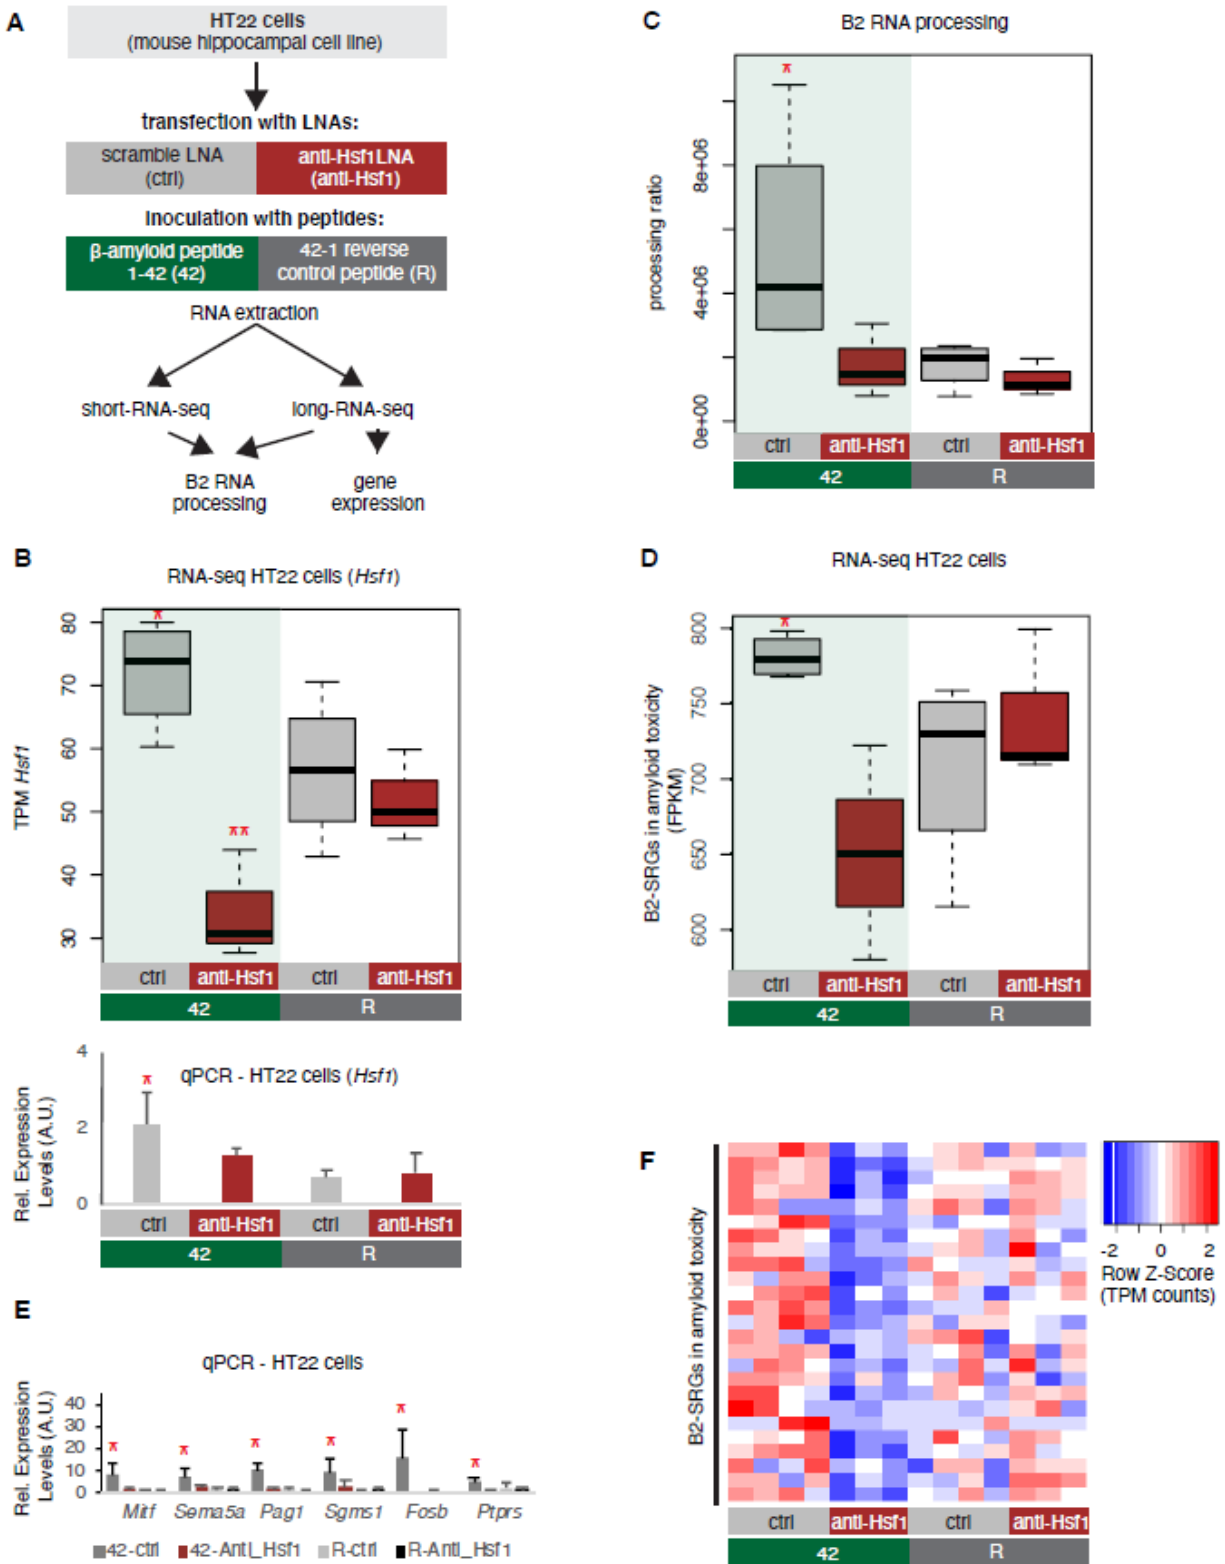 A
HT22 cells
(mouse hippocampal cell line)
transfection with LNAs:
scramble LNA
(ctrl)
anti-Hsf1LNA
(anti-Hsf1)
Inoculation with peptides:
β-amyloid peptide
1-42 (42)
42-1 reverse
control peptide (R)
RNA extraction
short-RNA-seq
long-RNA-seq
B2 RNA
processing
gene
expression
B
RNA-seq HT22 cells (Hsf1)
TPM Hsf1
80
70
60
50
40
30
*
**
ctrl
anti-Hsf1
ctrl
anti-Hsf1
42
R
qPCR - HT22 cells (Hsf1)
Rel. Expression
Levels (A.U.)
4
2
0
*
ctrl
anti-Hsf1
ctrl
anti-Hsf1
42
R
E
qPCR - HT22 cells
Rel. Expression
Levels (A.U.)
40
30
20
10
0
* * * * * *
Mitf Sema5a Pag1 Sgms1 Fosb Ptprs
42-ctrl 42-Anti_Hsf1 R-ctrl R-Anti_Hsf1
C
B2 RNA processing
processing ratio
8e+06
4e+06
0e+00
*
ctrl
anti-Hsf1
ctrl
anti-Hsf1
42
R
D
RNA-seq HT22 cells
B2-SRGs in amyloid toxicity
(FPKM)
800
750
700
650
600
*
ctrl
anti-Hsf1
ctrl
anti-Hsf1
42
R
F
B2-SRGs in amyloid toxicity
ctrl
anti-Hsf1
ctrl
anti-Hsf1
42
R
-2 0 2
Row Z-Score
(TPM counts)